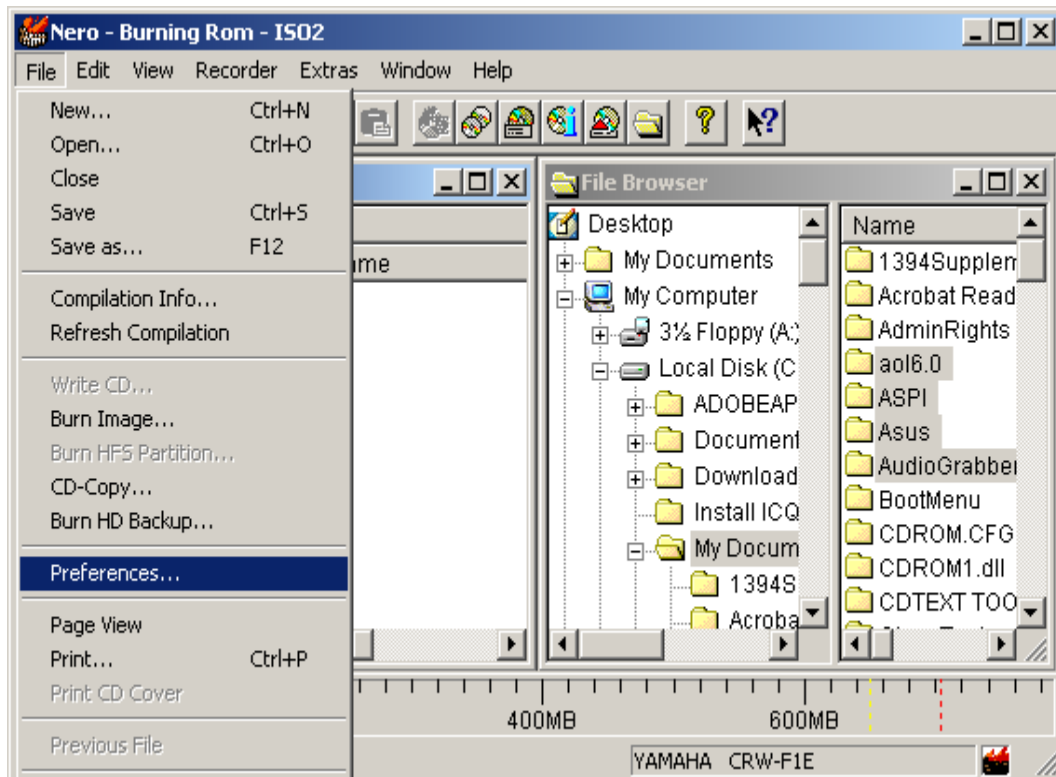 Nero - Burning Rom - ISO2
File Edit View Recorder Extras Window Help
New... Ctrl+N
Open... Ctrl+O
Close
Save Ctrl+S
Save as... F12
Compilation Info...
Refresh Compilation
Write CD...
Burn Image...
Burn HFS Partition...
CD-Copy...
Burn HD Backup...
Preferences...
Page View
Print... Ctrl+P
Print CD Cover
Previous File
ame
File Browser
Desktop
My Documents
My Computer
3½ Floppy (A:)
Local Disk (C
ADOBEAP
Document
Download
Install ICQ
My Docum
1394S
Acroba
Name
1394Supplem
Acrobat Read
AdminRights
aol6.0
ASPI
Asus
AudioGrabber
BootMenu
CDROM.CFG
CDROM1.dll
CDTEXT TOO
400MB 600MB
YAMAHA CRW-F1E